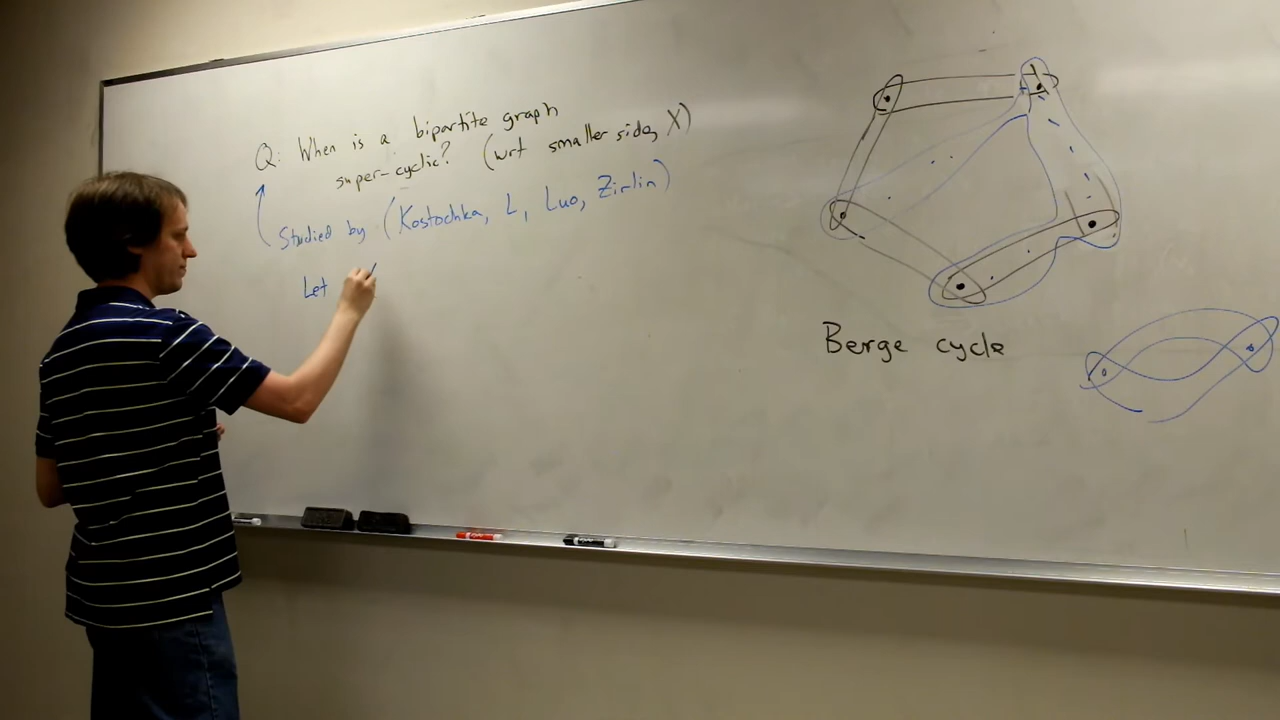 Q: When is a bipartite graph
super-cyclic? (wrt smaller side, X)
Studied by (Kostochka, L, Luo, Zirlin)
Let
Berge cycle